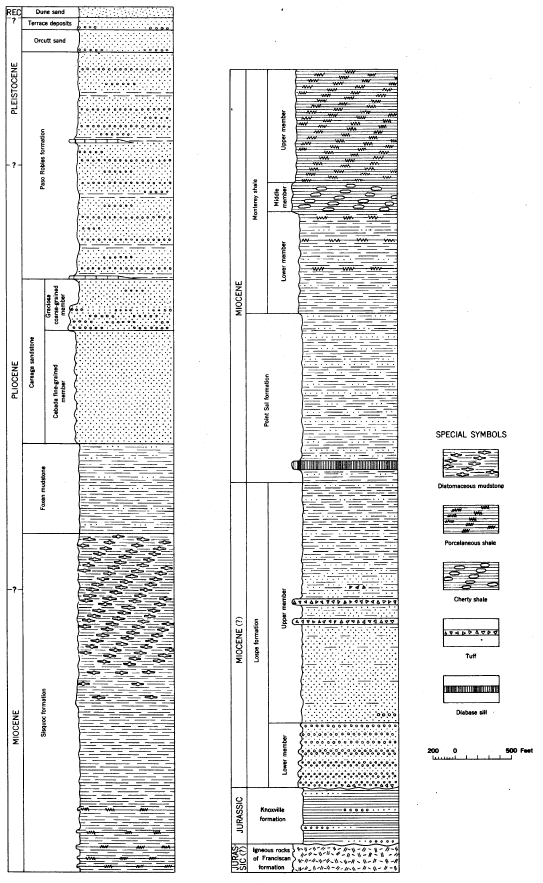 REC
Dune sand
?
Terrace deposits
Orcutt sand
PLEISTOCENE
Paso Robles formation
?
PLIOCENE
Careaga sandstone
Graciosa
coarse-grained
member
Cebada fine-grained
member
Foxen mudstone
?
MIOCENE
Sisquoc formation
MIOCENE
Monterey shale
Upper member
Middle
member
Lower member
Point Sal formation
MIOCENE (?)
Lospe formation
Upper member
Lower member
JURASSIC
Knoxville
formation
JURAS-
SIC (?)
Igneous rocks
of Franciscan
formation
SPECIAL SYMBOLS
Diatomaceous mudstone
Porcelaneous shale
Cherty shale
Tuff
Diabase sill
200 0 500 Feet